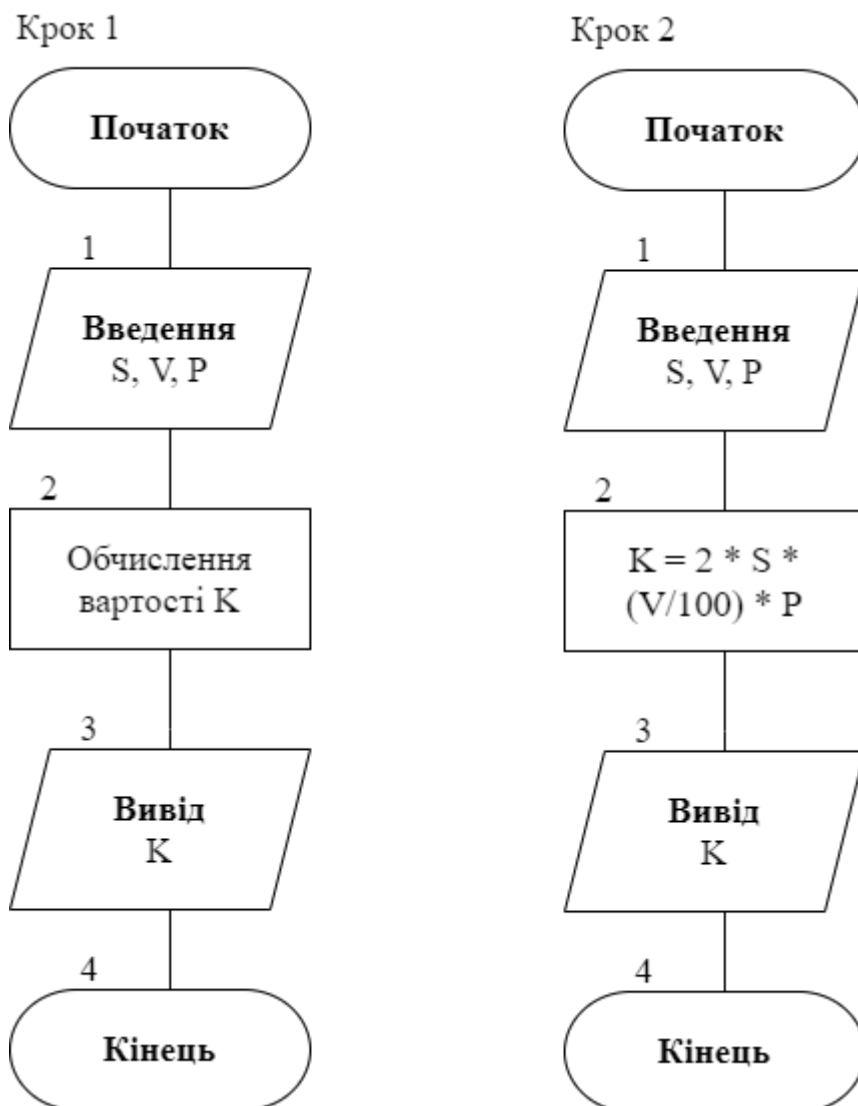 Крок 1
Початок
1
Введення
S, V, P
2
Обчислення
вартості К
3
Вивід
К
4
Кінець
Крок 2
Початок
1
Введення
S, V, P
2
K = 2 * S *
(V/100) * P
3
Вивід
К
4
Кінець